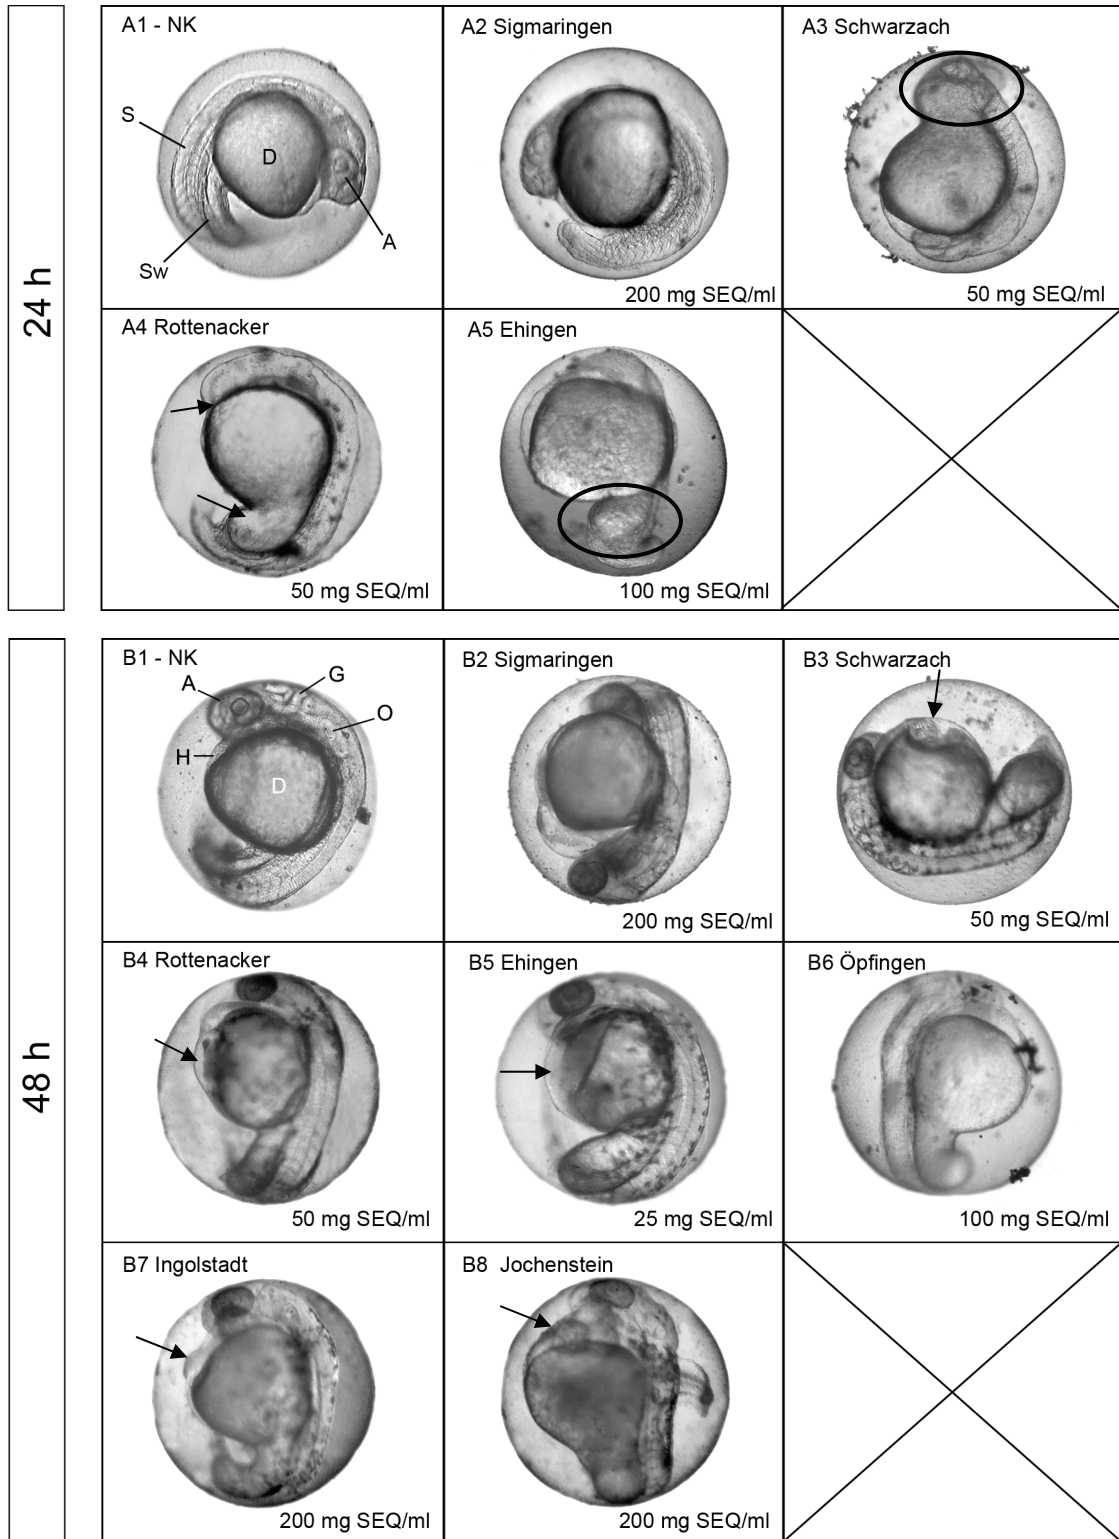 24 h
A1 - NK
S
D
Sw
A
A2 Sigmaringen
200 mg SEQ/ml
A3 Schwarzach
50 mg SEQ/ml
A4 Rottenacker
50 mg SEQ/ml
A5 Ehingen
100 mg SEQ/ml
48 h
B1 - NK
A
G
O
H
D
B2 Sigmaringen
200 mg SEQ/ml
B3 Schwarzach
50 mg SEQ/ml
B4 Rottenacker
50 mg SEQ/ml
B5 Ehingen
25 mg SEQ/ml
B6 Öpfingen
100 mg SEQ/ml
B7 Ingolstadt
200 mg SEQ/ml
B8 Jochenstein
200 mg SEQ/ml